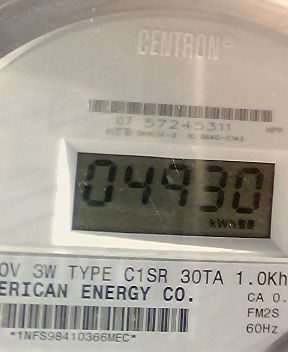 CENTRON®
07 57245311
HPP
04930
kWh
0V 3W TYPE C1SR 30TA 1.0Kh
ERICAN ENERGY CO.
CA 0.
FM2S
60Hz
*1NFS98410366MEC*